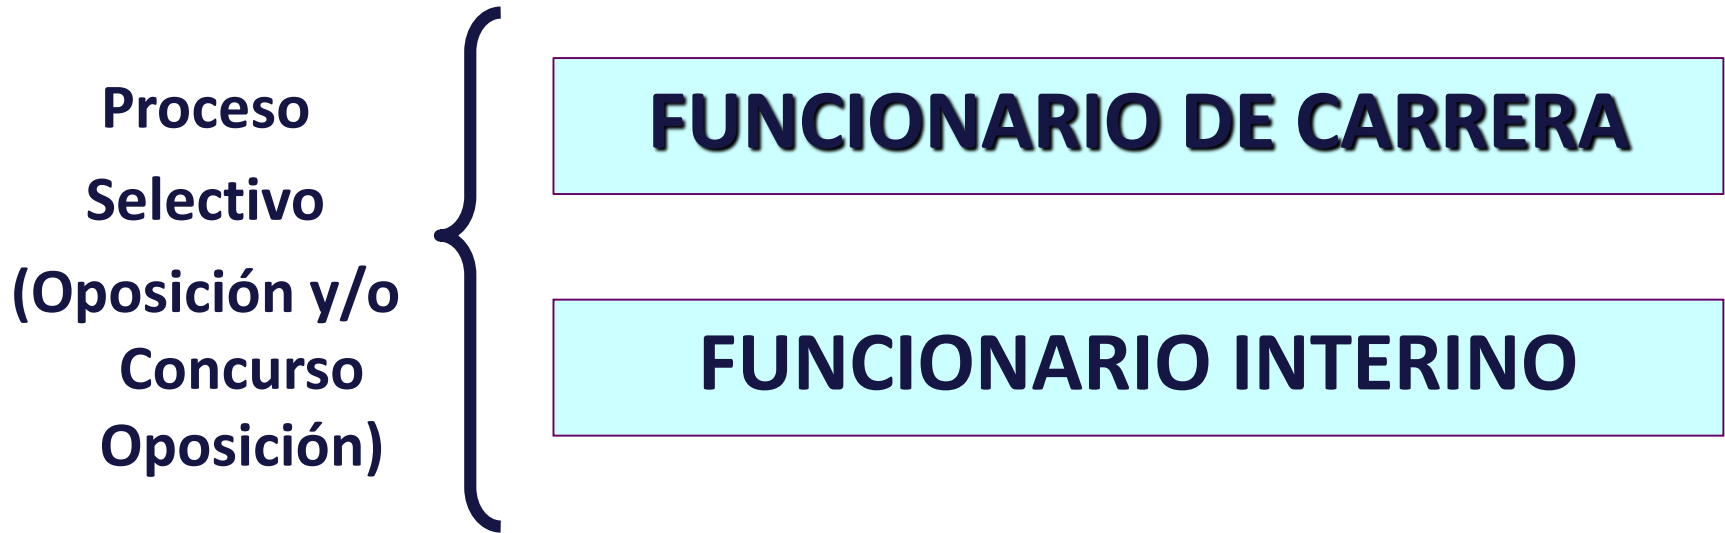 Proceso
Selectivo
(Oposición y/o
Concurso
Oposición)
FUNCIONARIO DE CARRERA
FUNCIONARIO INTERINO